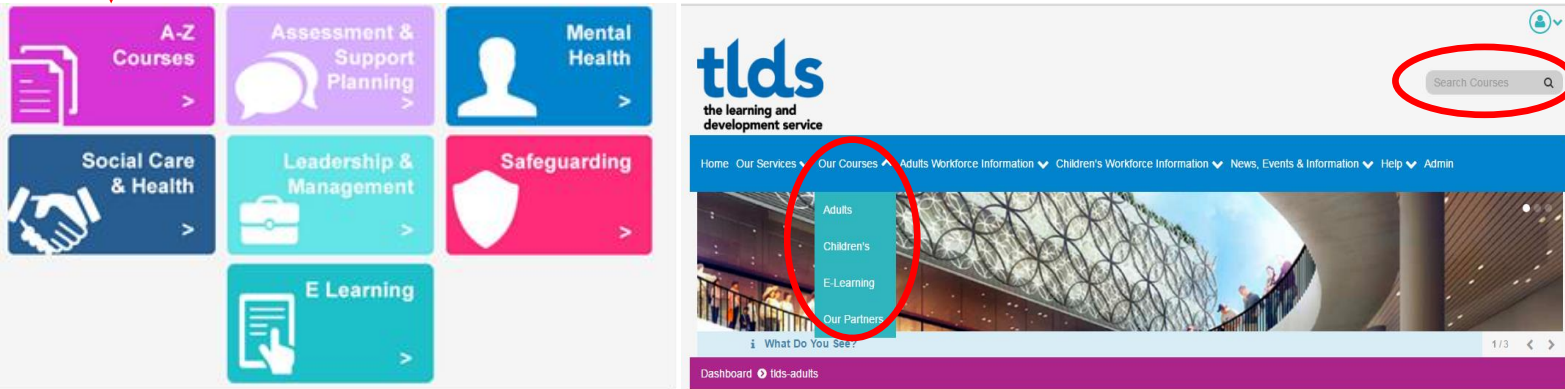 A-Z
Courses
>
Assessment &
Support
Planning
>
Mental
Health
>
Social Care
& Health
>
Leadership &
Management
>
Safeguarding
>
E Learning
>
tlds
the learning and
development service
Search Courses
Home Our Services Our Courses Adults Workforce Information Children's Workforce Information News, Events & Information Help Admin
Adults
Children's
E-Learning
Our Partners
i What Do You See?
1/3 < >
Dashboard tlds-adults